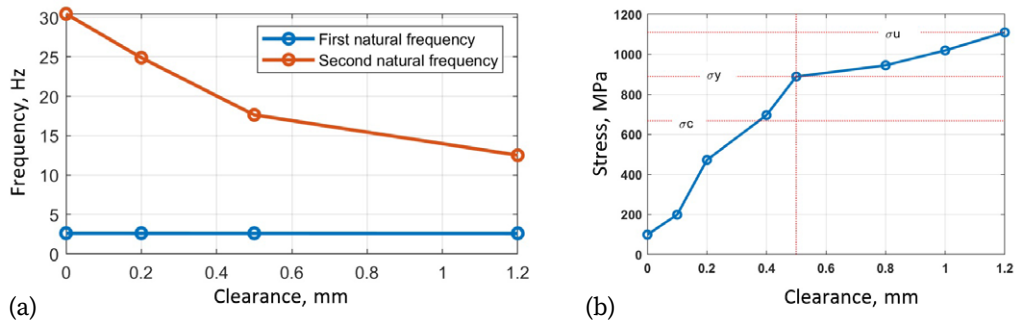 30
25
20
15
10
5
0
0
0.2
0.4
0.6
0.8
1
1.2
Frequency, Hz
Clearance, mm
First natural frequency
Second natural frequency
(a)
1200
1000
800
600
400
200
0
0
0.2
0.4
0.6
0.8
1
1.2
Stress, MPa
Clearance, mm
σu
σy
σc
(b)